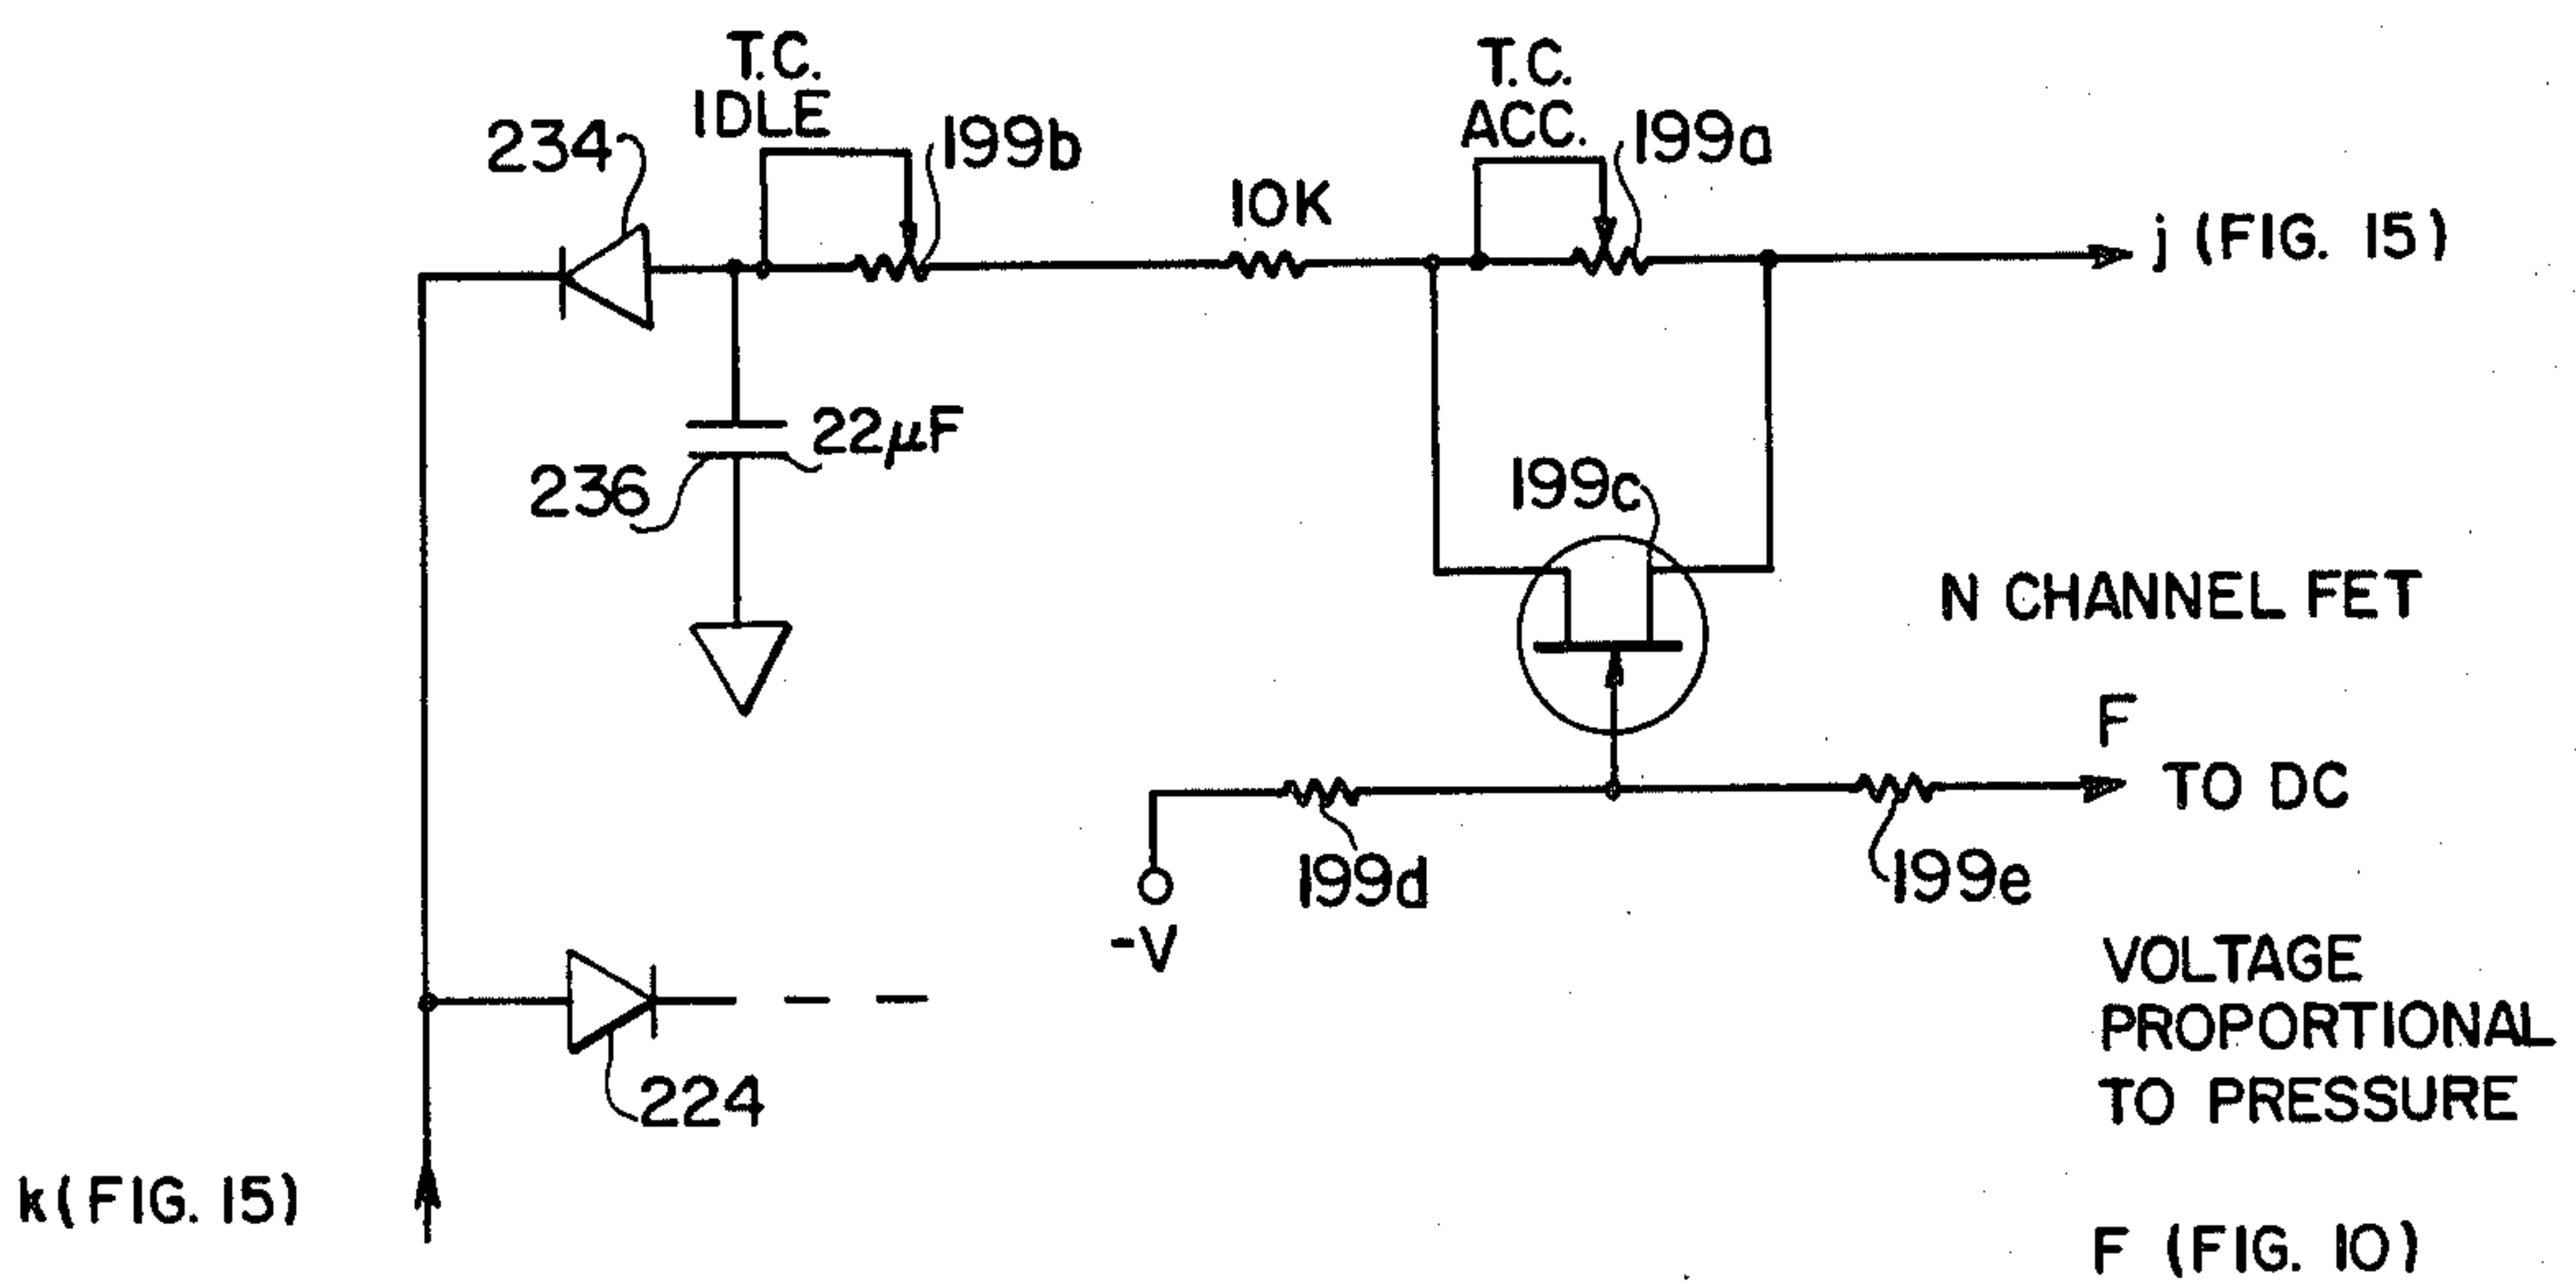 T.C.
IDLE
T.C.
ACC.
234
199b
199a
10K
j (FIG. 15)
22µF
236
199c
N CHANNEL FET
F
TO DC
199d
199e
-V
VOLTAGE
PROPORTIONAL
TO PRESSURE
224
k(FIG. 15)
F (FIG. 10)